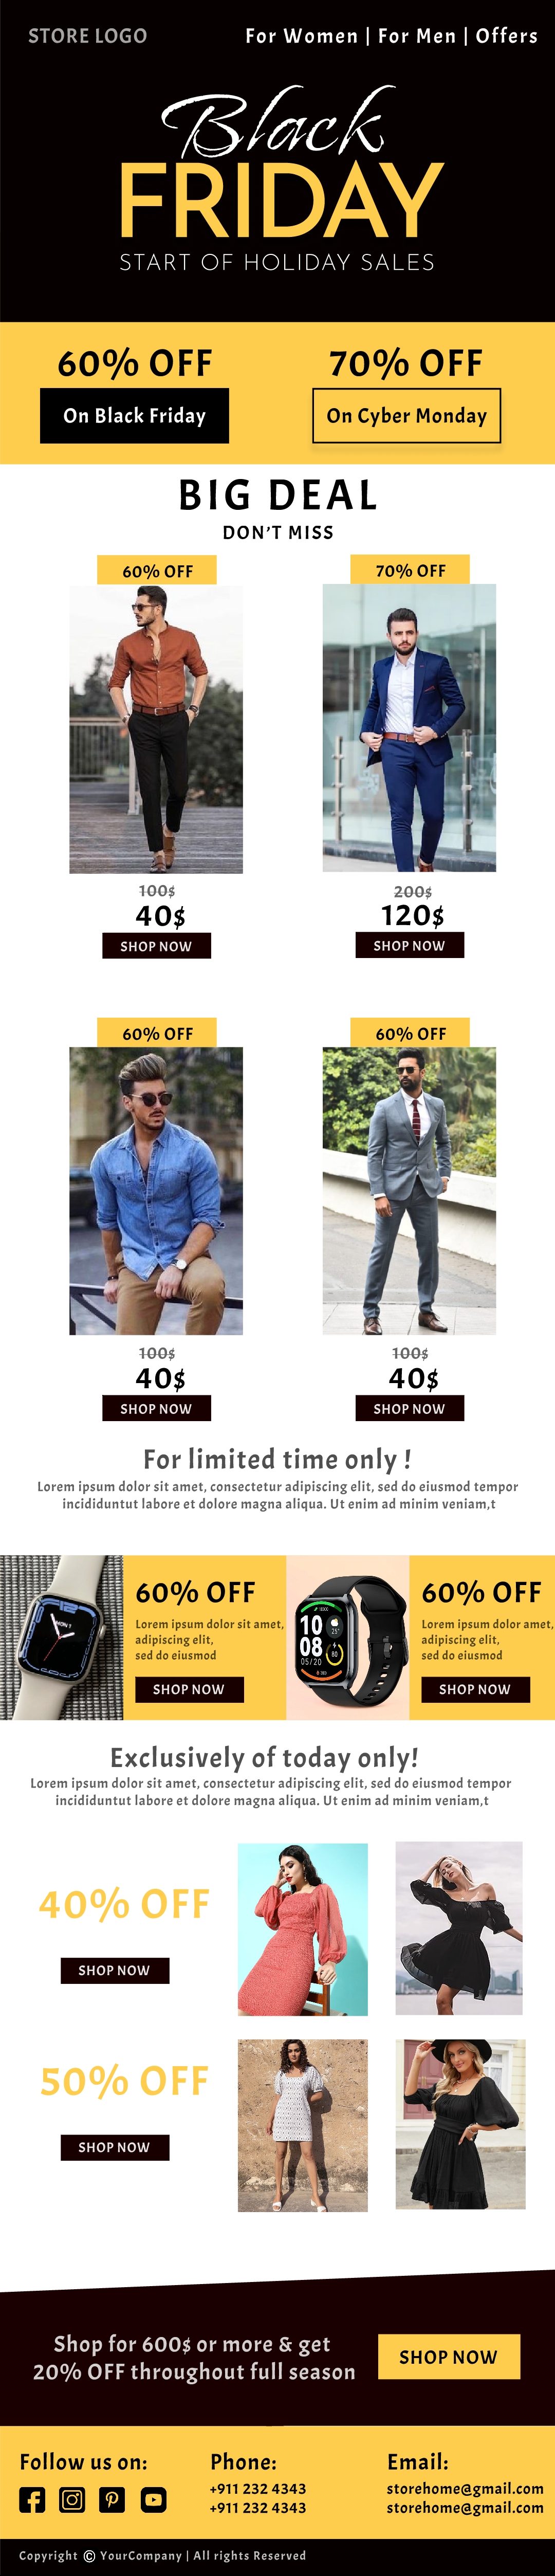 STORE LOGO
For Women | For Men | Offers
Black
FRIDAY
START OF HOLIDAY SALES
60% OFF
On Black Friday
70% OFF
On Cyber Monday
BIG DEAL
DON'T MISS
60% OFF
100$
40$
SHOP NOW
70% OFF
200$
120$
SHOP NOW
60% OFF
100$
40$
SHOP NOW
60% OFF
100$
40$
SHOP NOW
For limited time only !
Lorem ipsum dolor sit amet, consectetur adipiscing elit, sed do eiusmod tempor
incididuntut labore et dolore magna aliqua. Ut enim ad minim veniam,t
MON 1
60% OFF
Lorem ipsum dolor sit amet,
adipiscing elit,
sed do eiusmod
SHOP NOW
10
08
05/20
25°
80
60% OFF
Lorem ipsum dolor amet,
adipiscing elit,
sed do eiusmod
SHOP NOW
Exclusively of today only!
Lorem ipsum dolor sit amet, consectetur adipiscing elit, sed do eiusmod tempor
incididuntut labore et dolore magna aliqua. Ut enim ad minim veniam,t
40% OFF
SHOP NOW
50% OFF
SHOP NOW
Shop for 600$ or more & get
20% OFF throughout full season
SHOP NOW
Follow us on:
Phone:
+911 232 4343
+911 232 4343
Email:
storehome@gmail.com
storehome@gmail.com
Copyright © YourCompany | All rights Reserved